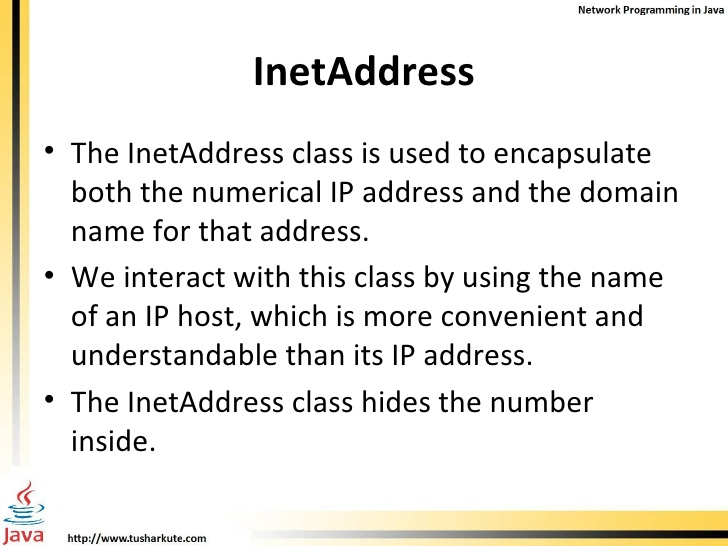 Network Programming in Java
InetAddress
• The InetAddress class is used to encapsulate
both the numerical IP address and the domain
name for that address.
• We interact with this class by using the name
of an IP host, which is more convenient and
understandable than its IP address.
• The InetAddress class hides the number
inside.
Java
http://www.tusharkute.com